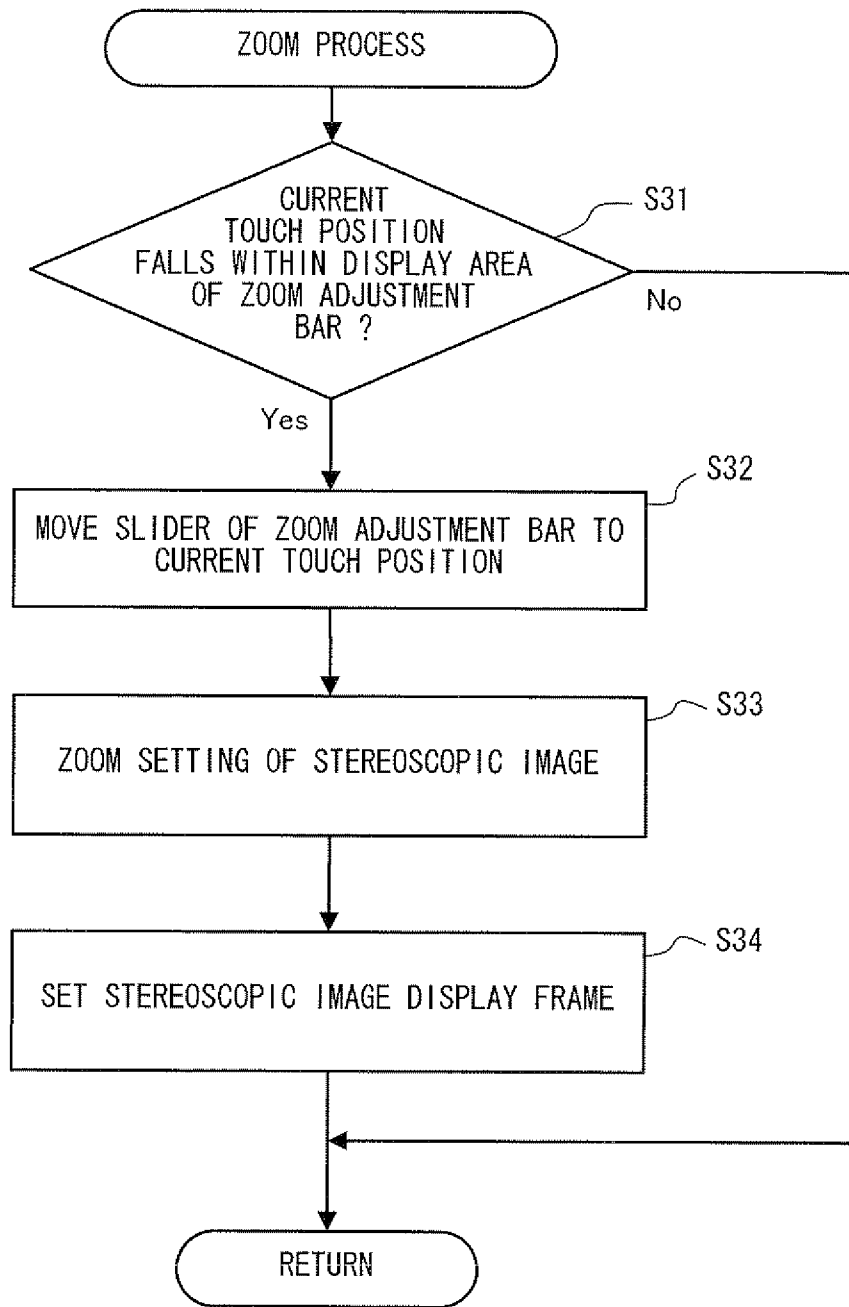 ZOOM PROCESS
CURRENT
TOUCH POSITION
FALLS WITHIN DISPLAY AREA
OF ZOOM ADJUSTMENT
BAR ?
S31
No
Yes
S32
MOVE SLIDER OF ZOOM ADJUSTMENT BAR TO
CURRENT TOUCH POSITION
S33
ZOOM SETTING OF STEREOSCOPIC IMAGE
S34
SET STEREOSCOPIC IMAGE DISPLAY FRAME
RETURN